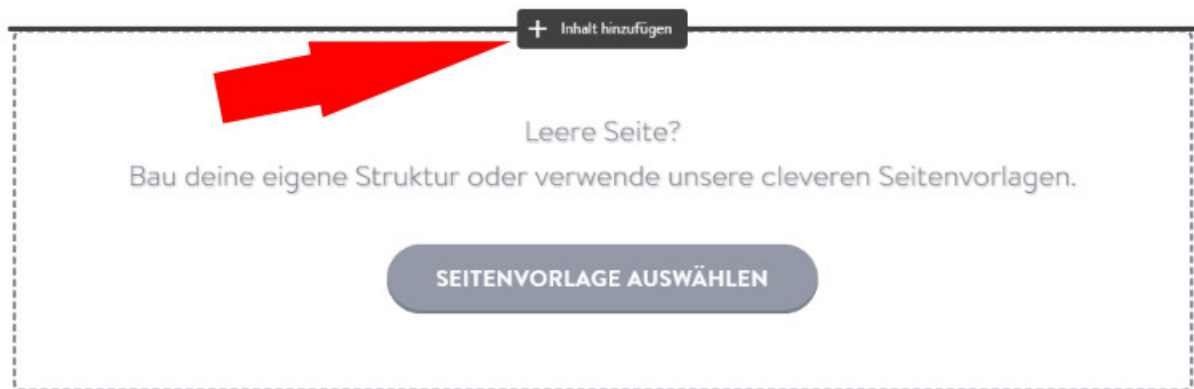 Inhalt hinzufügen
Leere Seite?
Bau deine eigene Struktur oder verwende unsere cleveren Seitenvorlagen.
SEITENVORLAGE AUSWÄHLEN